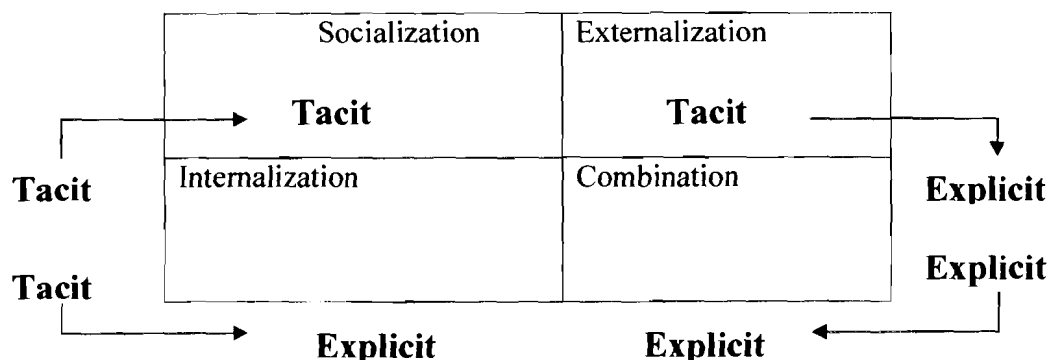 Socialization Externalization
Tacit Tacit
Tacit Internalization Combination Explicit
Tacit Explicit
Explicit Explicit